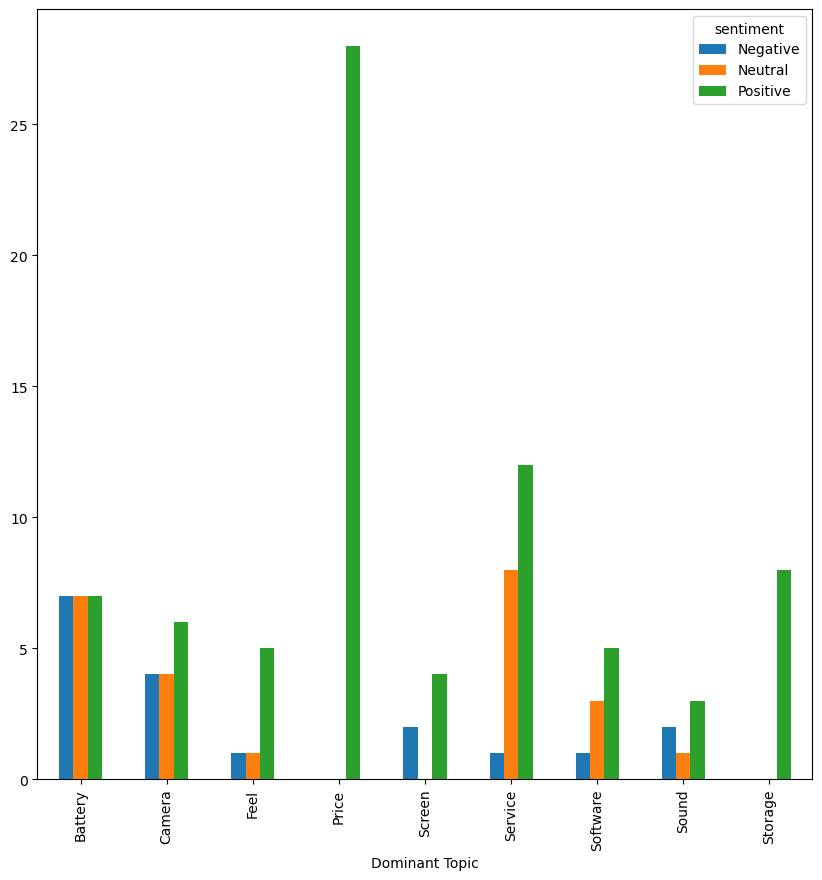 sentiment
Negative
Neutral
Positive
25
20
15
10
5
0
Battery
Camera
Feel
Price
Screen
Service
Software
Sound
Storage
Dominant Topic